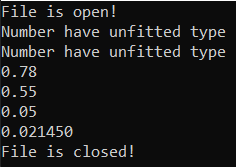 File is open!
Number have unfitted type
Number have unfitted type
0.78
0.55
0.05
0.021450
File is closed!